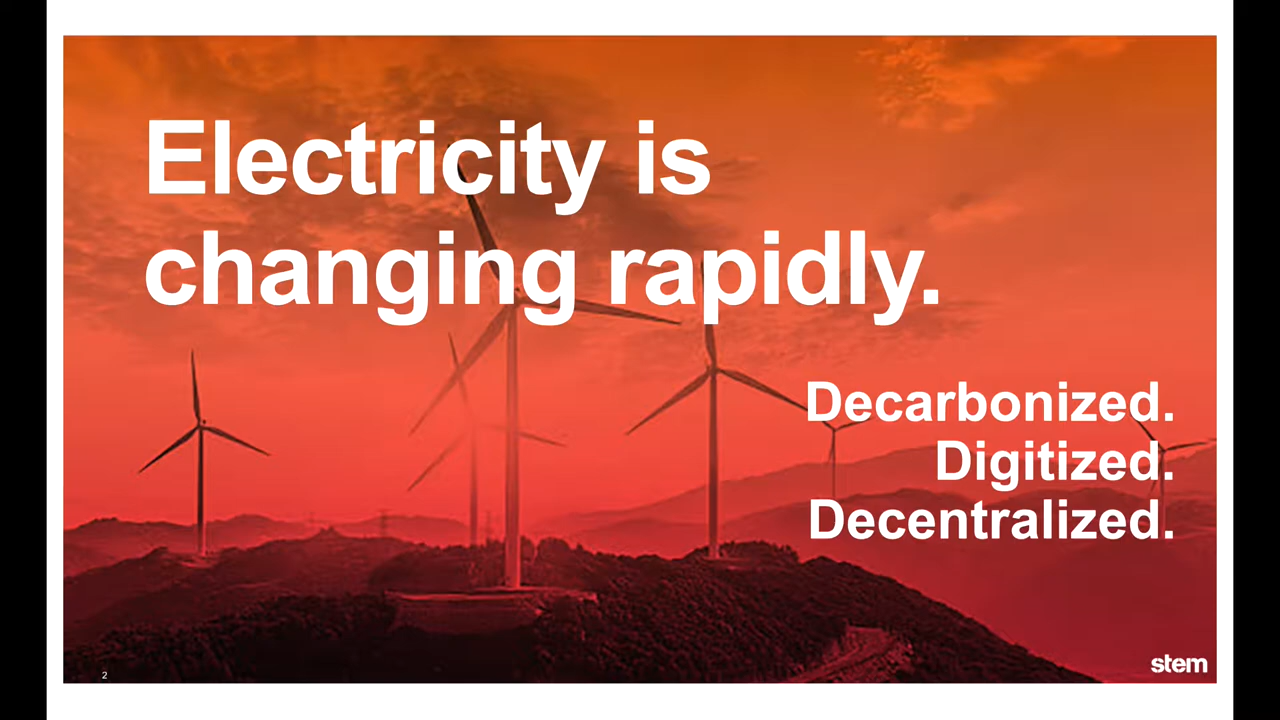 Electricity is
changing rapidly.
Decarbonized.
Digitized.
Decentralized.
2
stem